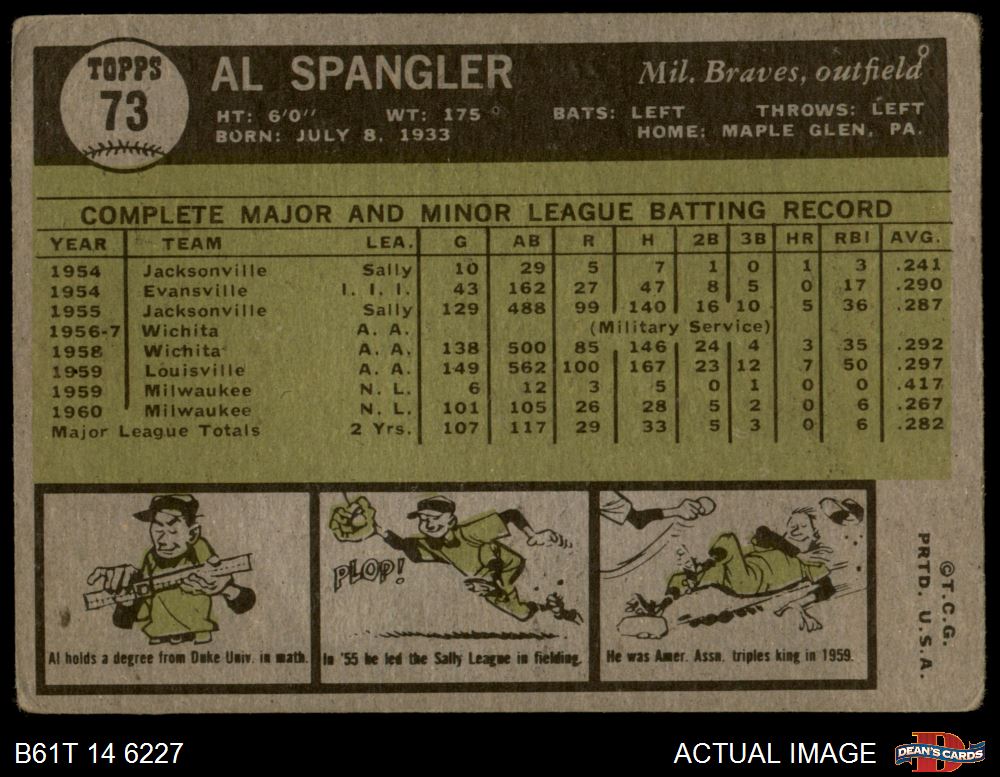 TOPPS
73
AL SPANGLER
Mil. Braves, outfield
HT: 6'0" WT: 175 BATS: LEFT THROWS: LEFT
BORN: JULY 8, 1933 HOME: MAPLE GLEN, PA.
COMPLETE MAJOR AND MINOR LEAGUE BATTING RECORD
YEAR TEAM LEA. G AB R H 2B 3B HR RBI AVG.
1954 Jacksonville Sally 10 29 5 7 1 0 1 3 .241
1954 Evansville I. I. I. 43 162 27 47 8 5 0 17 .290
1955 Jacksonville Sally 129 488 99 140 16 10 5 36 .287
1956-7 Wichita A. A. (Military Service)
1958 Wichita A. A. 138 500 85 146 24 4 3 35 .292
1959 Louisville A. A. 149 562 100 167 23 12 7 50 .297
1959 Milwaukee N. L. 6 12 3 5 0 1 0 0 .417
1960 Milwaukee N. L. 101 105 26 28 5 2 0 6 .267
Major League Totals 2 Yrs. 107 117 29 33 5 3 0 6 .282
PLOP!
Al holds a degree from Duke Univ. in math.
In '55 he led the Sally League in fielding.
He was Amer. Assn. triples king in 1959.
©T.C.G.
PRTD. U.S.A.
B61T 14 6227
ACTUAL IMAGE
D
DEAN'S CARDS